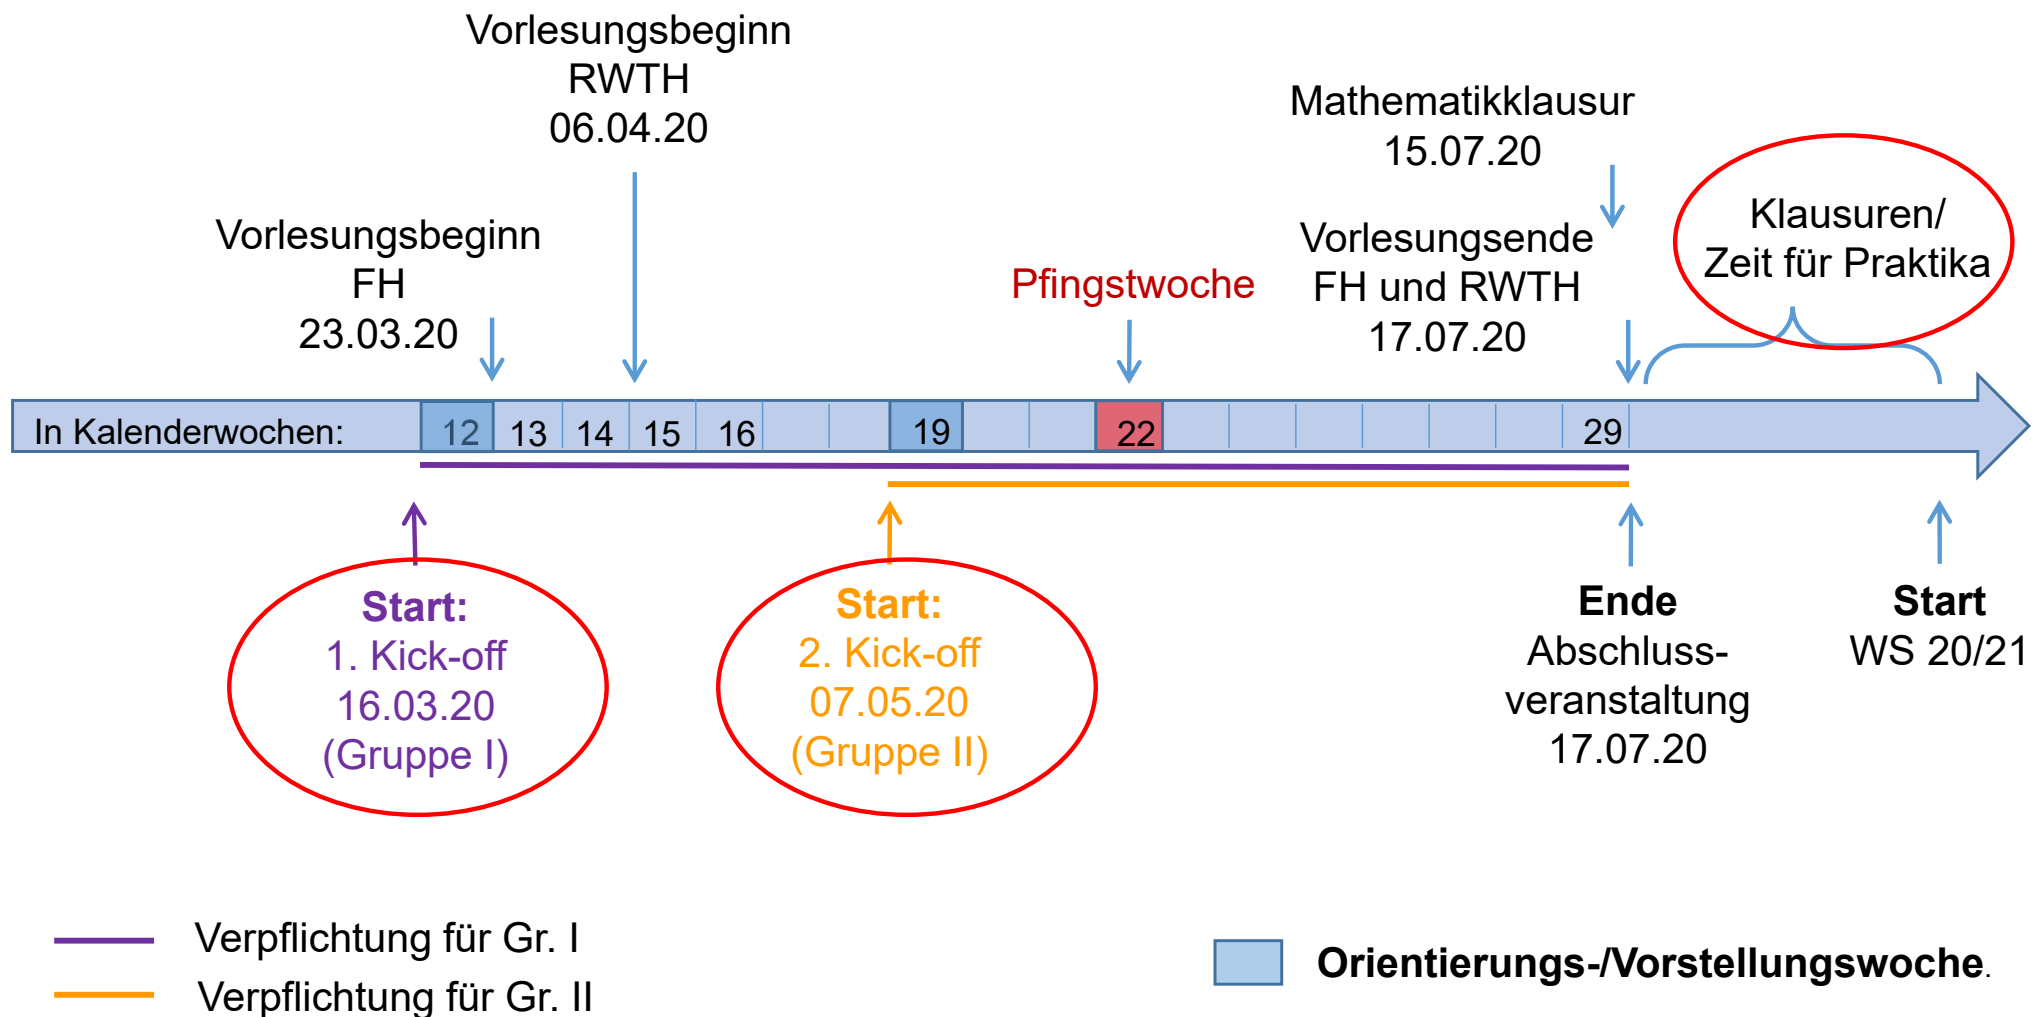 Vorlesungsbeginn
RWTH
06.04.20
Vorlesungsbeginn
FH
23.03.20
Pfingstwoche
Mathematikklausur
15.07.20
Vorlesungsende
FH und RWTH
17.07.20
Klausuren/
Zeit für Praktika
In Kalenderwochen: 12 13 14 15 16 19 22 29
Start:
1. Kick-off
16.03.20
(Gruppe I)
Start:
2. Kick-off
07.05.20
(Gruppe II)
Ende
Abschluss-
veranstaltung
17.07.20
Start
WS 20/21
Verpflichtung für Gr. I
Verpflichtung für Gr. II
Orientierungs-/Vorstellungswoche.